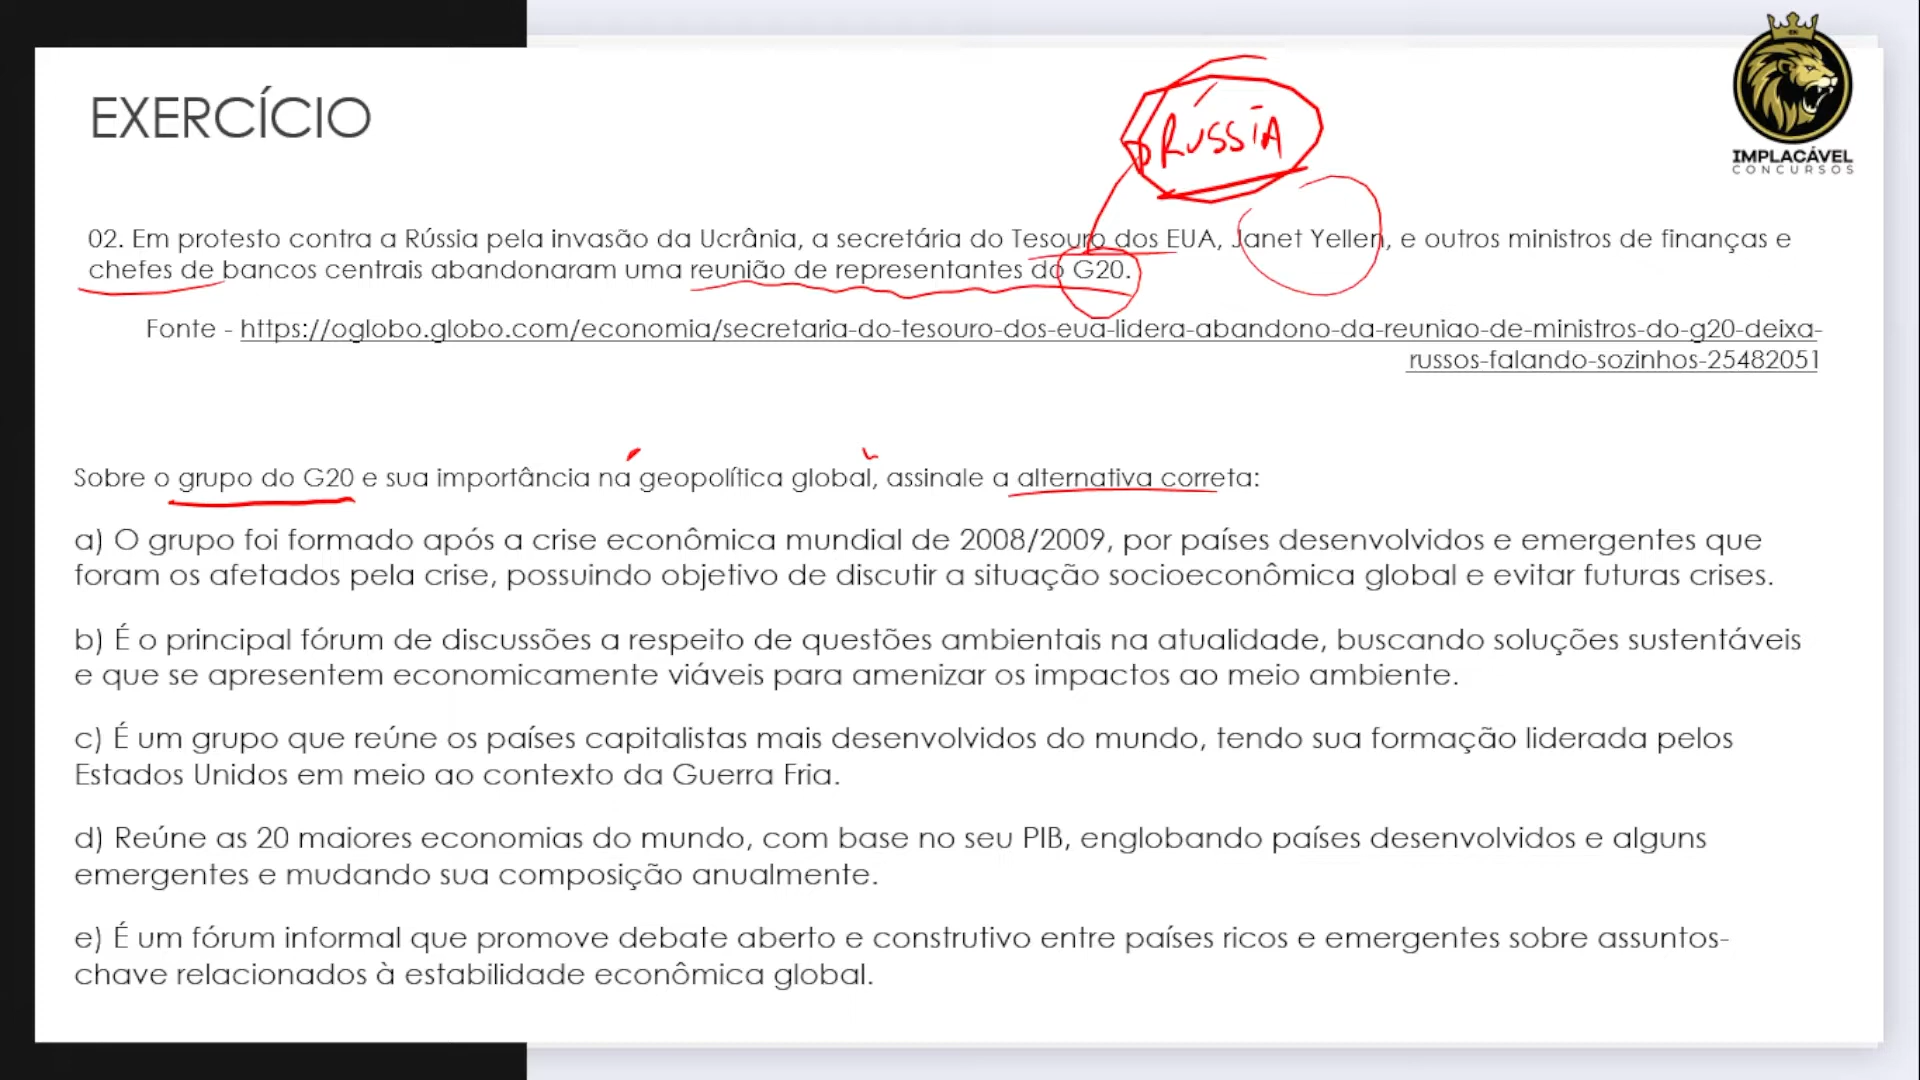 EXERCÍCIO
RÚSSIA
IMPLACÁVEL
CONCURSOS
02. Em protesto contra a Rússia pela invasão da Ucrânia, a secretária do Tesouro dos EUA, Janet Yellen, e outros ministros de finanças e
chefes de bancos centrais abandonaram uma reunião de representantes do G20.
Fonte - https://oglobo.globo.com/economia/secretaria-do-tesouro-dos-eua-lidera-abandono-da-reuniao-de-ministros-do-g20-deixa-
russos-falando-sozinhos-25482051
Sobre o grupo do G20 e sua importância na geopolítica global, assinale a alternativa correta:
a) O grupo foi formado após a crise econômica mundial de 2008/2009, por países desenvolvidos e emergentes que
foram os afetados pela crise, possuindo objetivo de discutir a situação socioeconômica global e evitar futuras crises.
b) É o principal fórum de discussões a respeito de questões ambientais na atualidade, buscando soluções sustentáveis
e que se apresentem economicamente viáveis para amenizar os impactos ao meio ambiente.
c) É um grupo que reúne os países capitalistas mais desenvolvidos do mundo, tendo sua formação liderada pelos
Estados Unidos em meio ao contexto da Guerra Fria.
d) Reúne as 20 maiores economias do mundo, com base no seu PIB, englobando países desenvolvidos e alguns
emergentes e mudando sua composição anualmente.
e) É um fórum informal que promove debate aberto e construtivo entre países ricos e emergentes sobre assuntos-
chave relacionados à estabilidade econômica global.